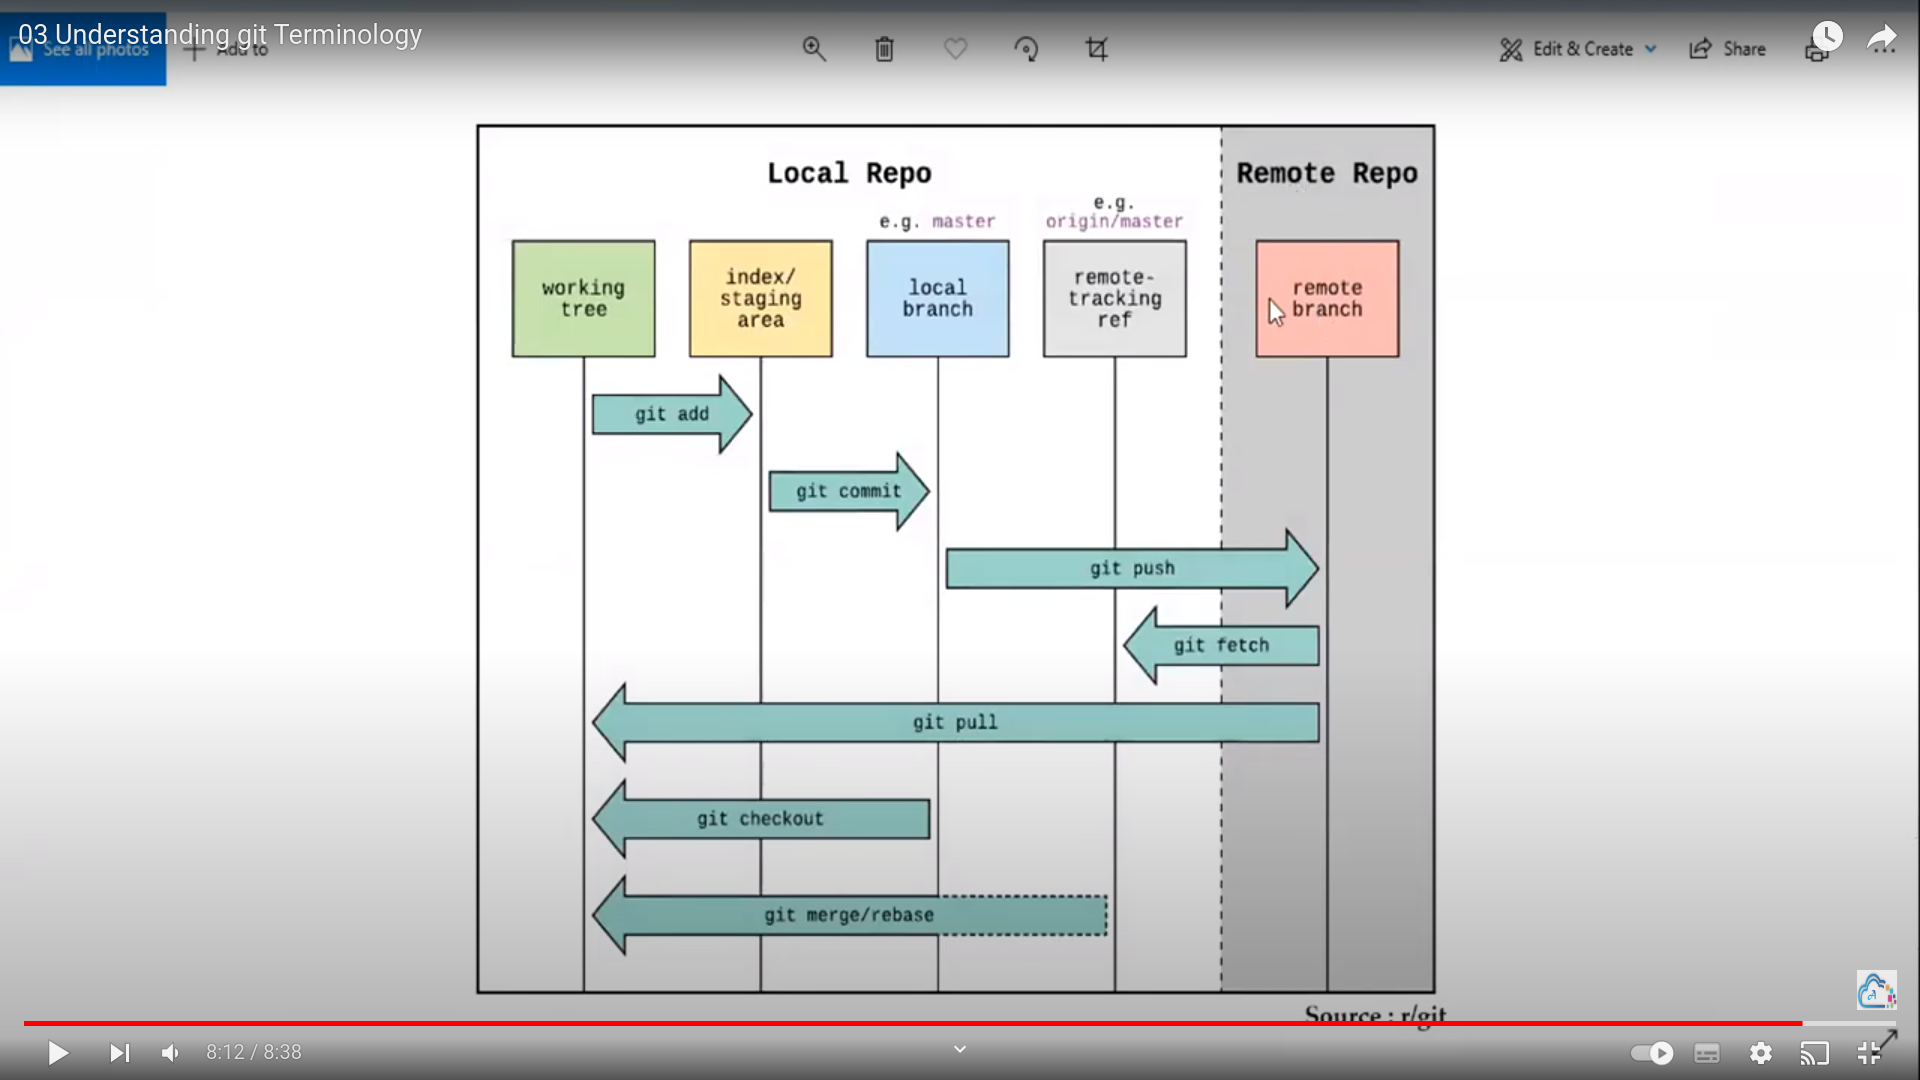 03 Understanding git Terminology
See all photos
Add to
Edit & Create
Share
Local Repo
Remote Repo
e.g. master
e.g.
origin/master
working
tree
index/
staging
area
local
branch
remote-
tracking
ref
remote
branch
git add
git commit
git push
git fetch
git pull
git checkout
git merge/rebase
Source : r/git
8:12 / 8:38